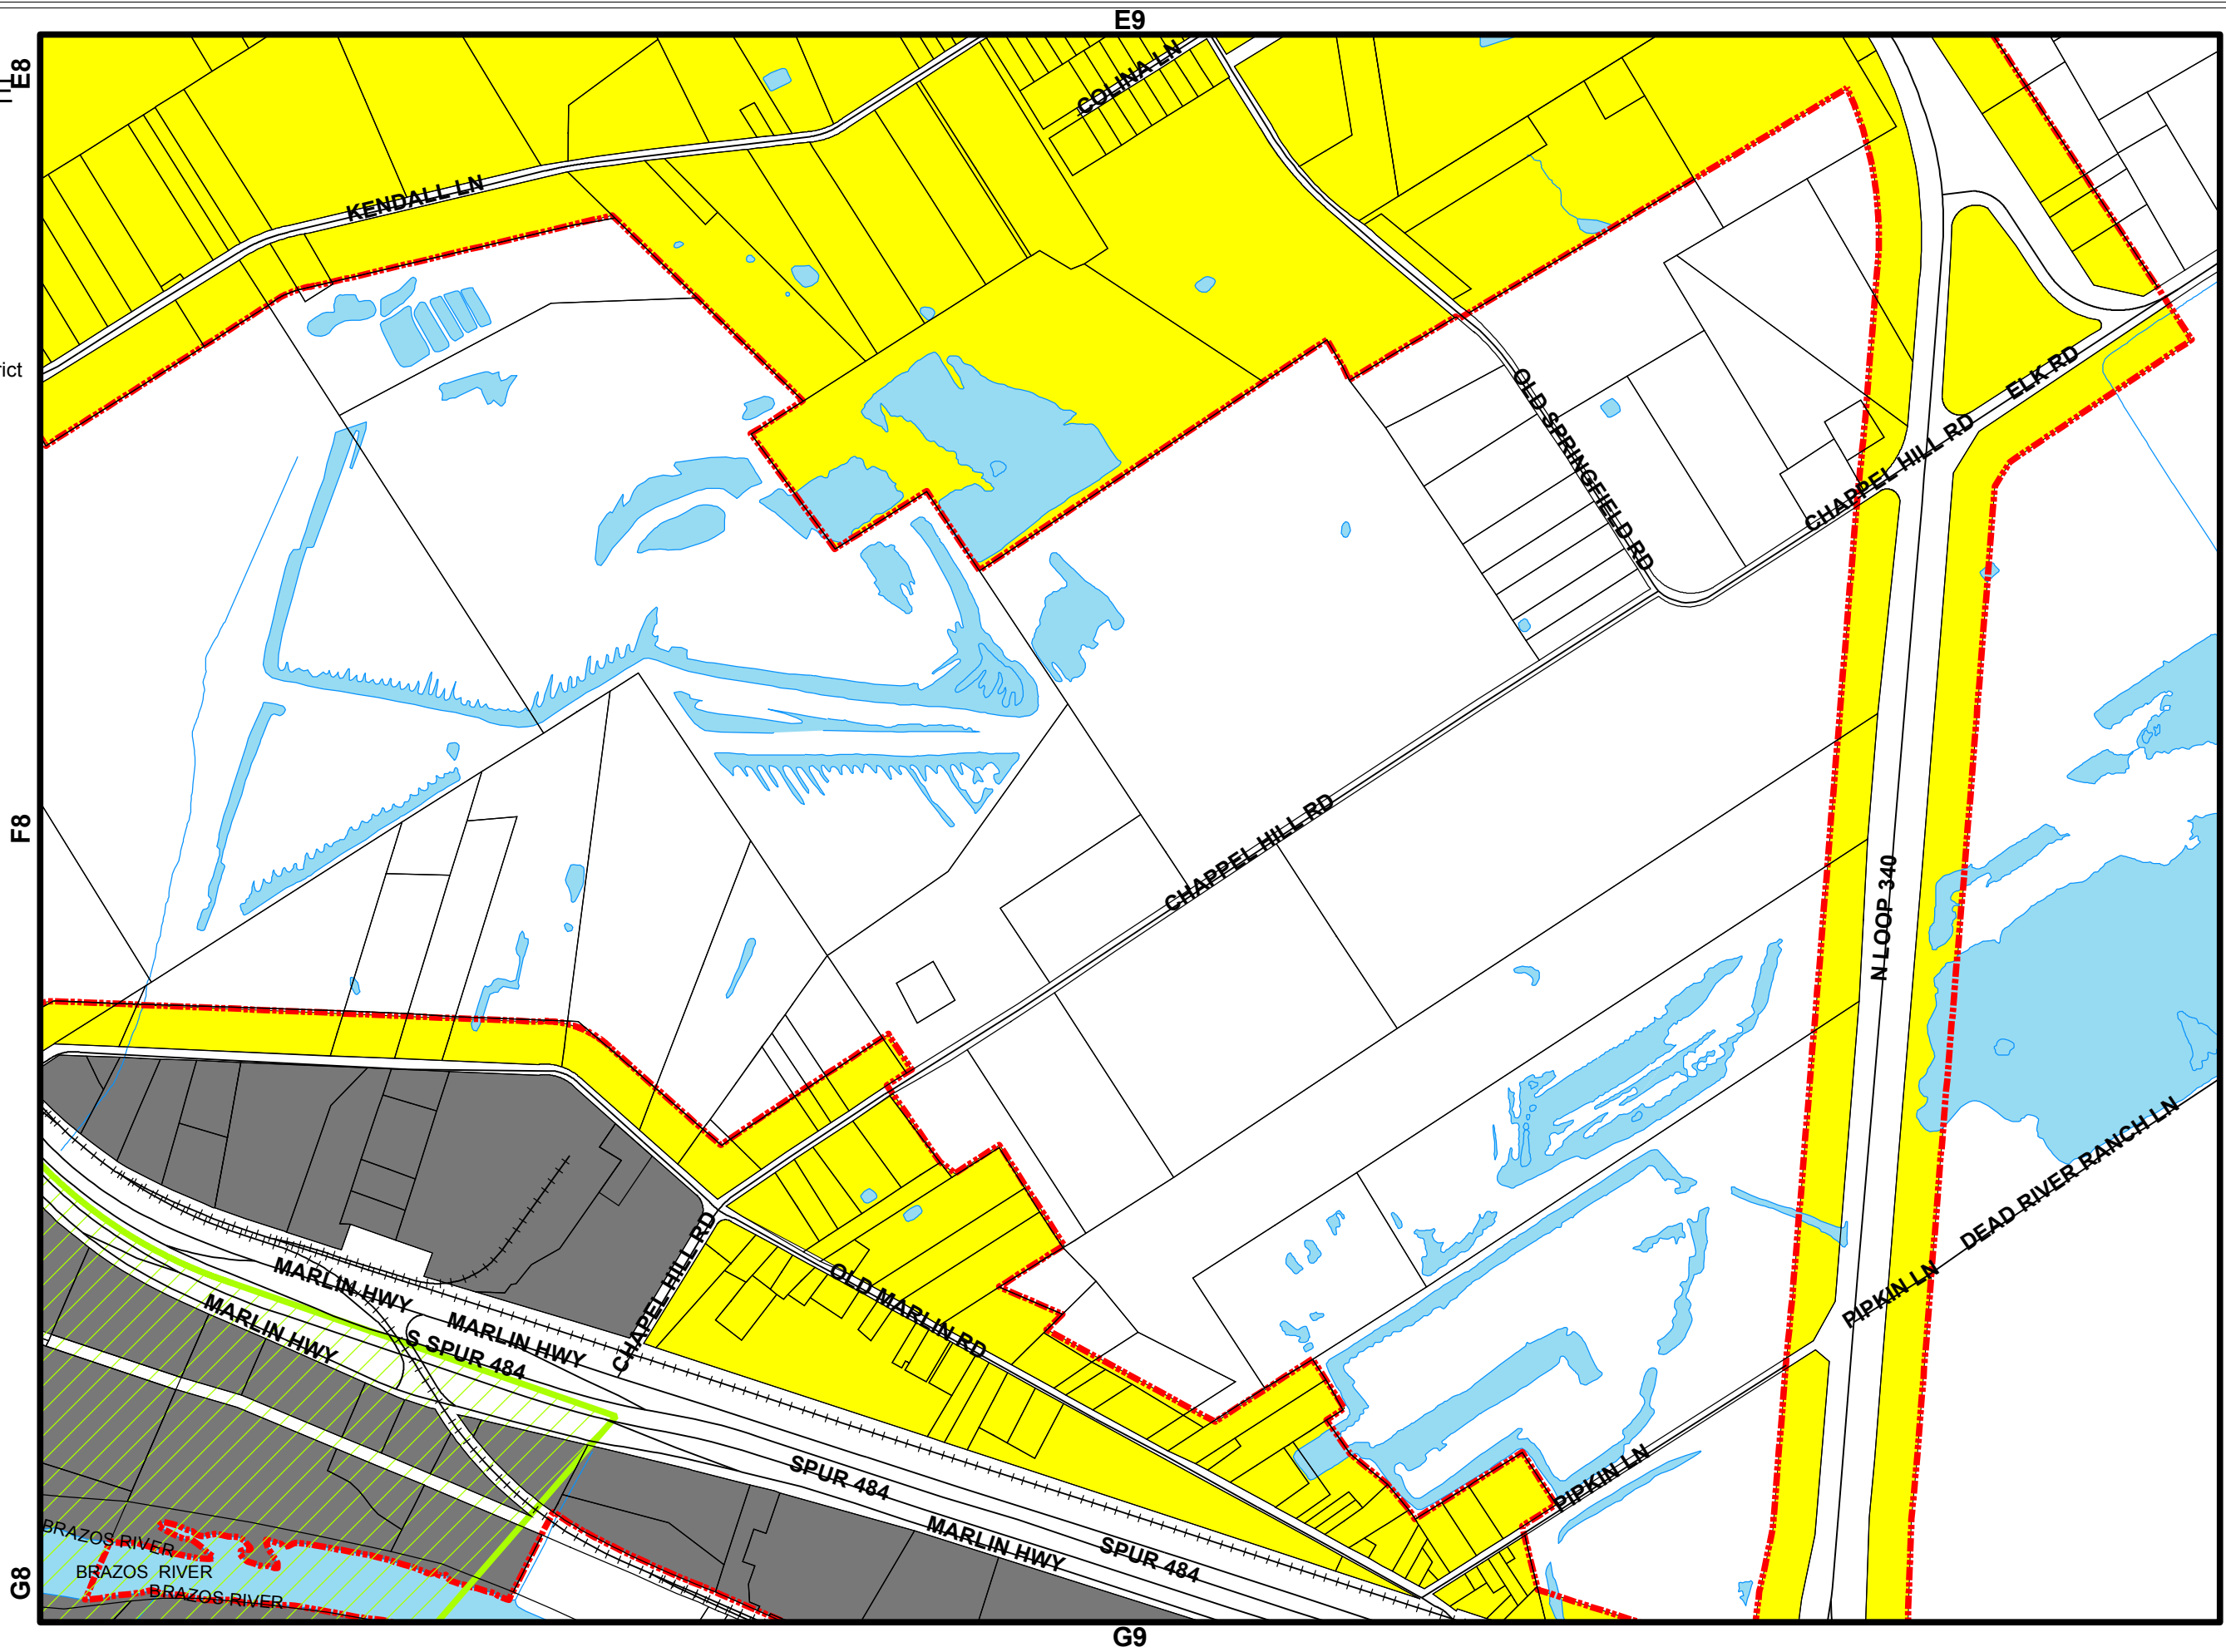 E9
E8
COLINA LN
KENDALL LN
rict
ELK RD
OLD SPRINGFIELD RD
CHAPPEL HILL RD
F8
CHAPPEL HILL RD
N LOOP 340
DEAD RIVER RANCH LN
PIPKIN LN
CHAPEL HILL RD
OLD MARLIN RD
MARLIN HWY
MARLIN HWY
MARLIN HWY
S SPUR 484
SPUR 484
PIPKIN LN
MARLIN HWY
SPUR 484
BRAZOS RIVER
BRAZOS RIVER
BRAZOS RIVER
G8
G9